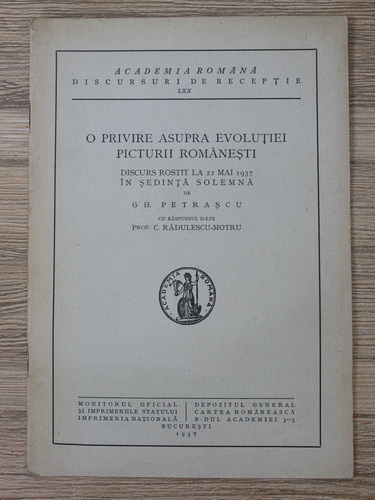 ACADEMIA ROMÂNĂ
DISCURSURI DE RECEPȚIE
LXX
O PRIVIRE ASUPRA EVOLUȚIEI
PICTURII ROMÂNEȘTI
DISCURS ROSTIT LA 22 MAI 1937
ÎN ȘEDINȚĂ SOLEMNĂ
DE
GH. PETRAȘCU
CU RĂSPUNSUL D-LUI
PROF. C. RĂDULESCU-MOTRU
ACADEMIA ROMANA
MONITORUL OFICIAL
ȘI IMPRIMERIILE STATULUI
IMPRIMERIA NAȚIONALĂ
DEPOZITUL GENERAL
CARTEA ROMÂNEASCĂ
B-DUL ACADEMIEI 3–5
BUCUREȘTI
1937